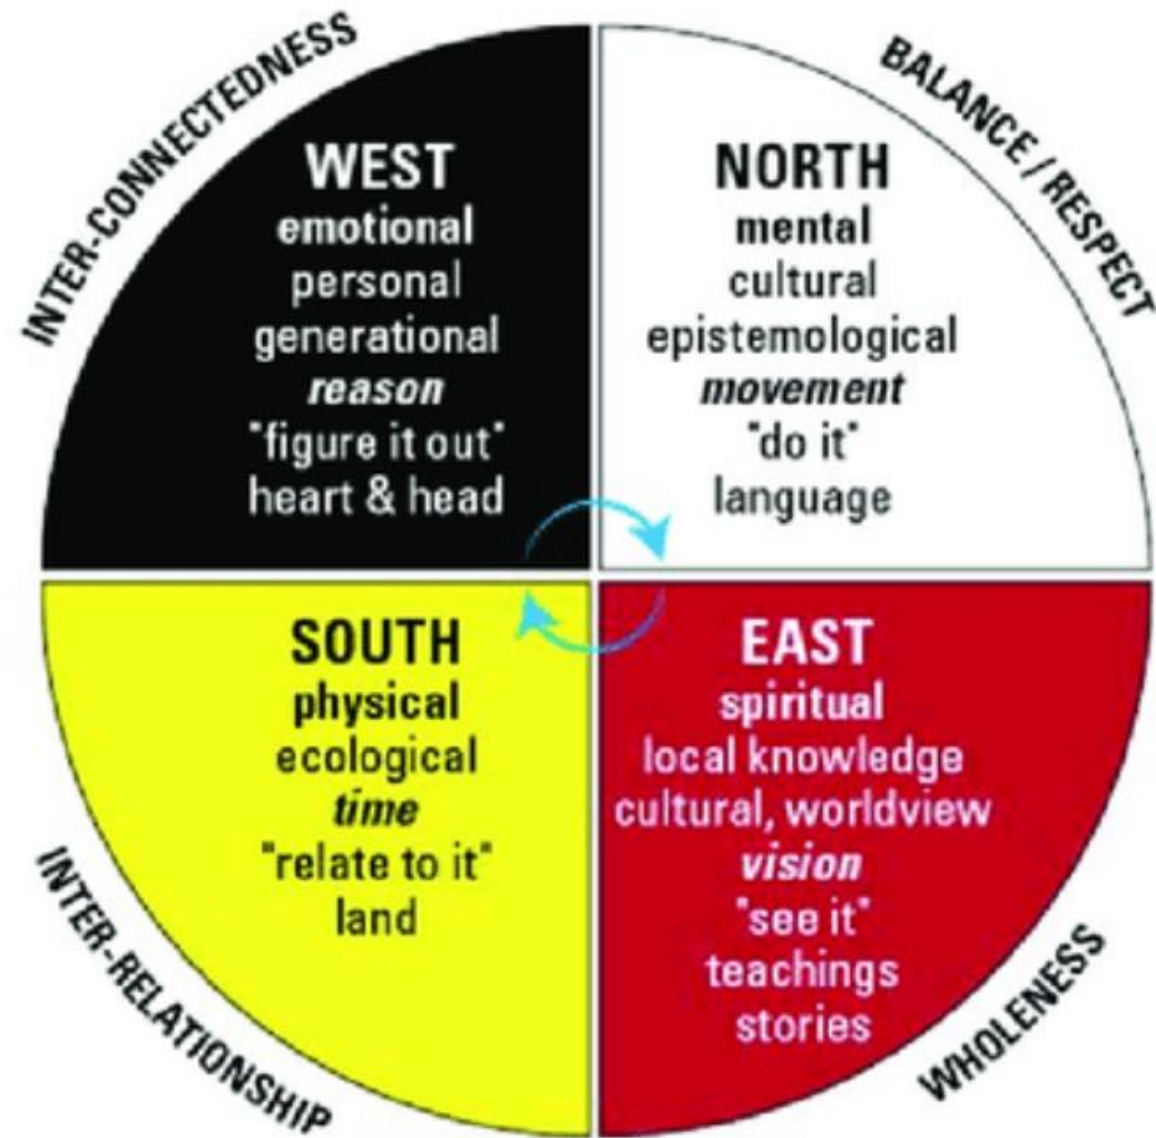 INTER-CONNECTEDNESS
WEST
emotional
personal
generational
reason
"figure it out"
heart & head
BALANCE / RESPECT
NORTH
mental
cultural
epistemological
movement
"do it"
language
INTER-RELATIONSHIP
SOUTH
physical
ecological
time
"relate to it"
land
EAST
spiritual
local knowledge
cultural, worldview
vision
"see it"
teachings
stories
WHOLENESS